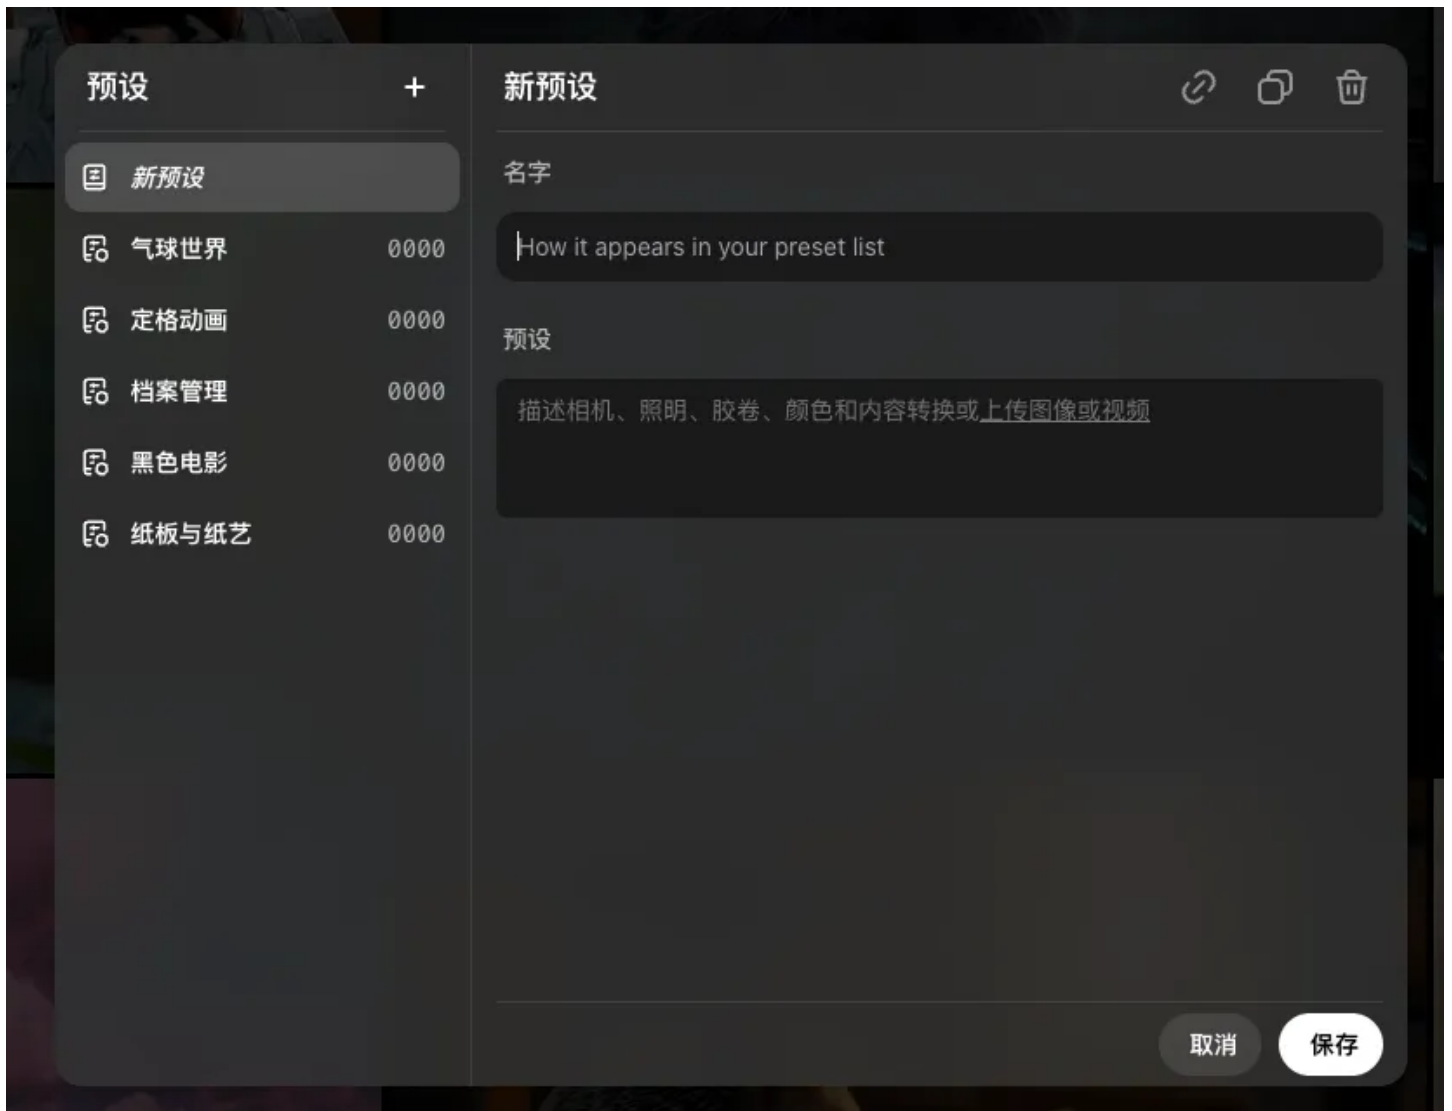 预设
新预设
气球世界 0000
定格动画 0000
档案管理 0000
黑色电影 0000
纸板与纸艺 0000
新预设
名字
How it appears in your preset list
预设
描述相机、照明、胶卷、颜色和内容转换或上传图像或视频
取消
保存